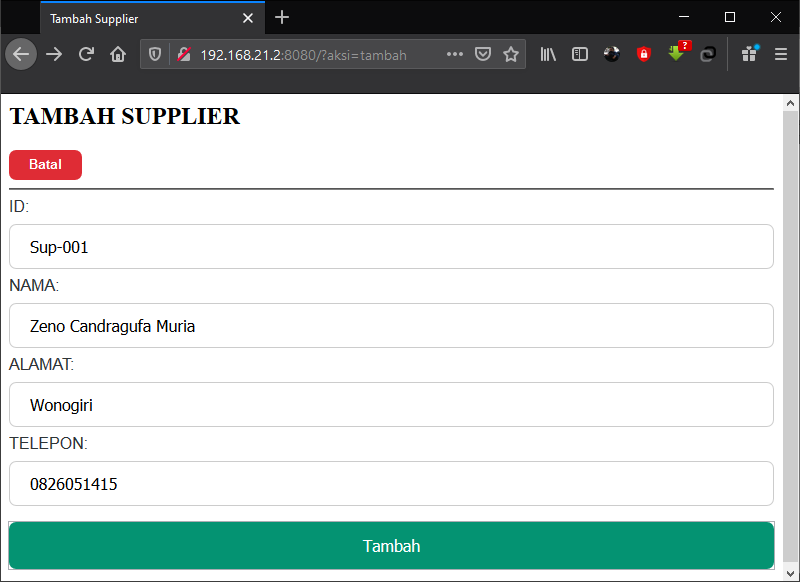 Tambah Supplier
192.168.21.2:8080/?aksi=tambah
?
TAMBAH SUPPLIER
Batal
ID:
Sup-001
NAMA:
Zeno Candragufa Muria
ALAMAT:
Wonogiri
TELEPON:
0826051415
Tambah